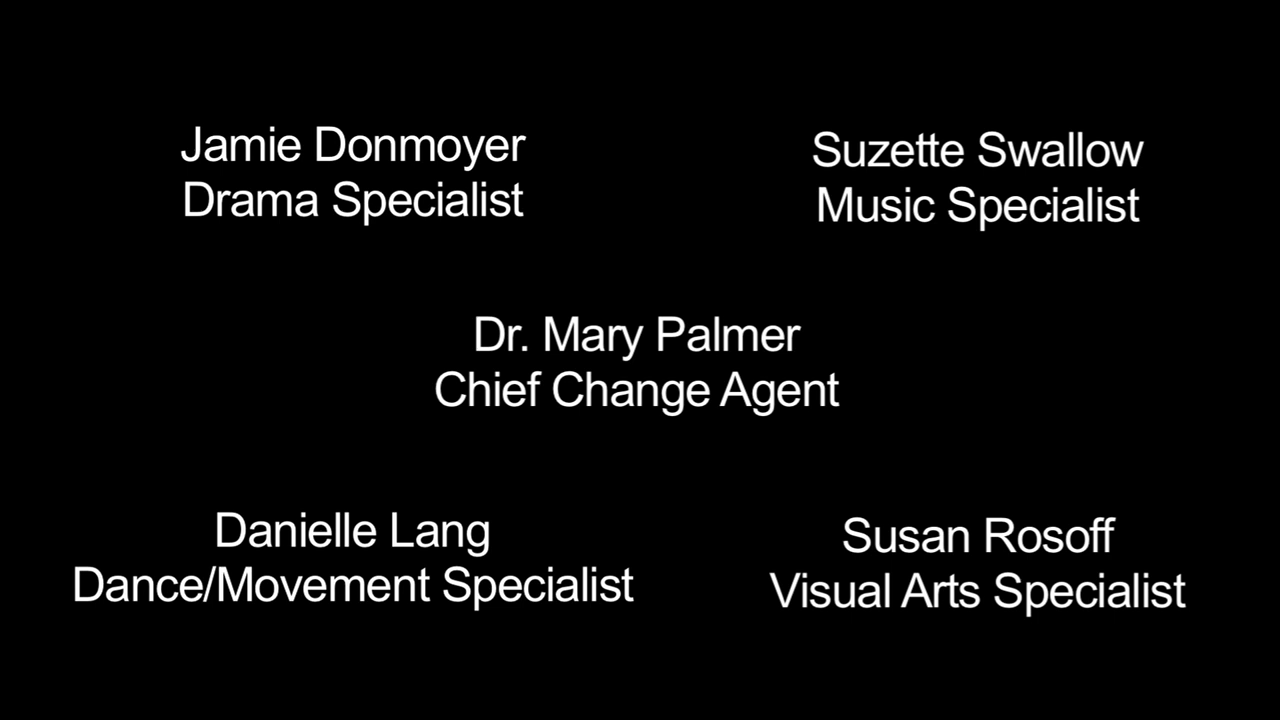 Jamie Donmoyer
Drama Specialist
Suzette Swallow
Music Specialist
Dr. Mary Palmer
Chief Change Agent
Danielle Lang
Dance/Movement Specialist
Susan Rosoff
Visual Arts Specialist